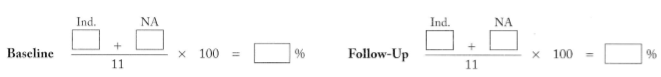 Ind. NA Ind. NA
Baseline + × 100 = % Follow-Up + × 100 = %
11 11